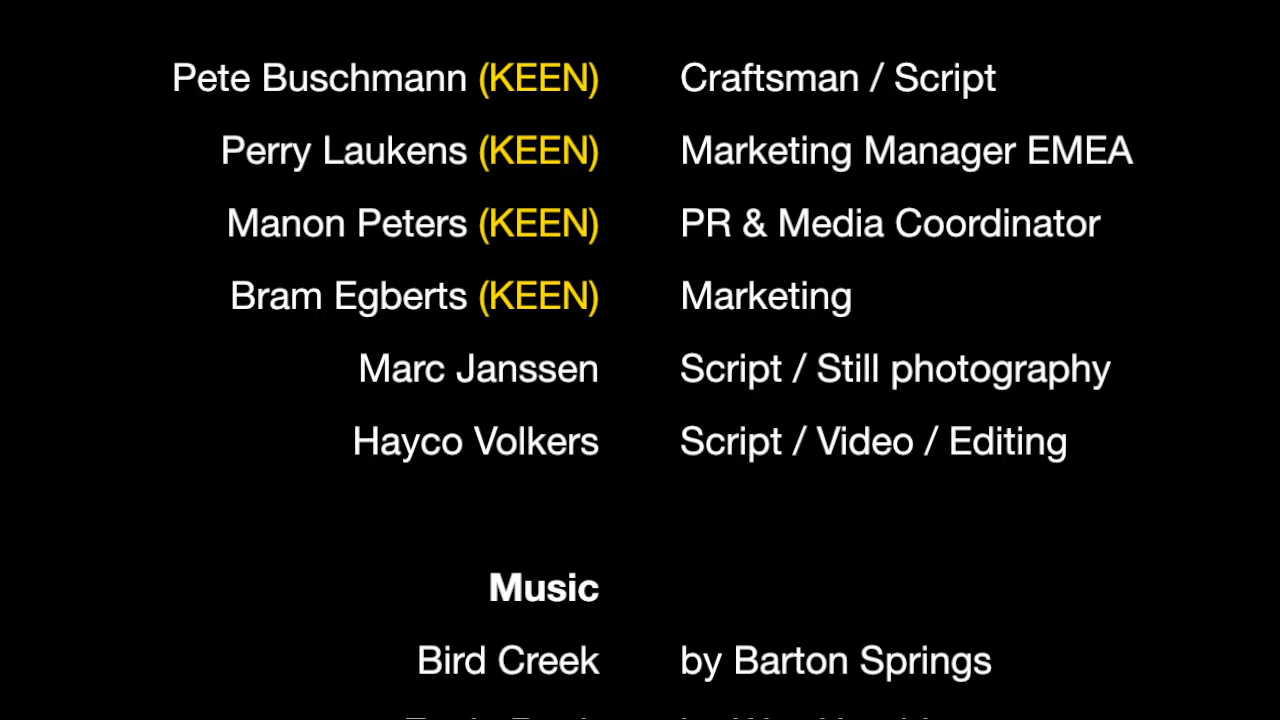 Pete Buschmann (KEEN) Craftsman / Script
Perry Laukens (KEEN) Marketing Manager EMEA
Manon Peters (KEEN) PR & Media Coordinator
Bram Egberts (KEEN) Marketing
Marc Janssen Script / Still photography
Hayco Volkers Script / Video / Editing
Music
Bird Creek by Barton Springs